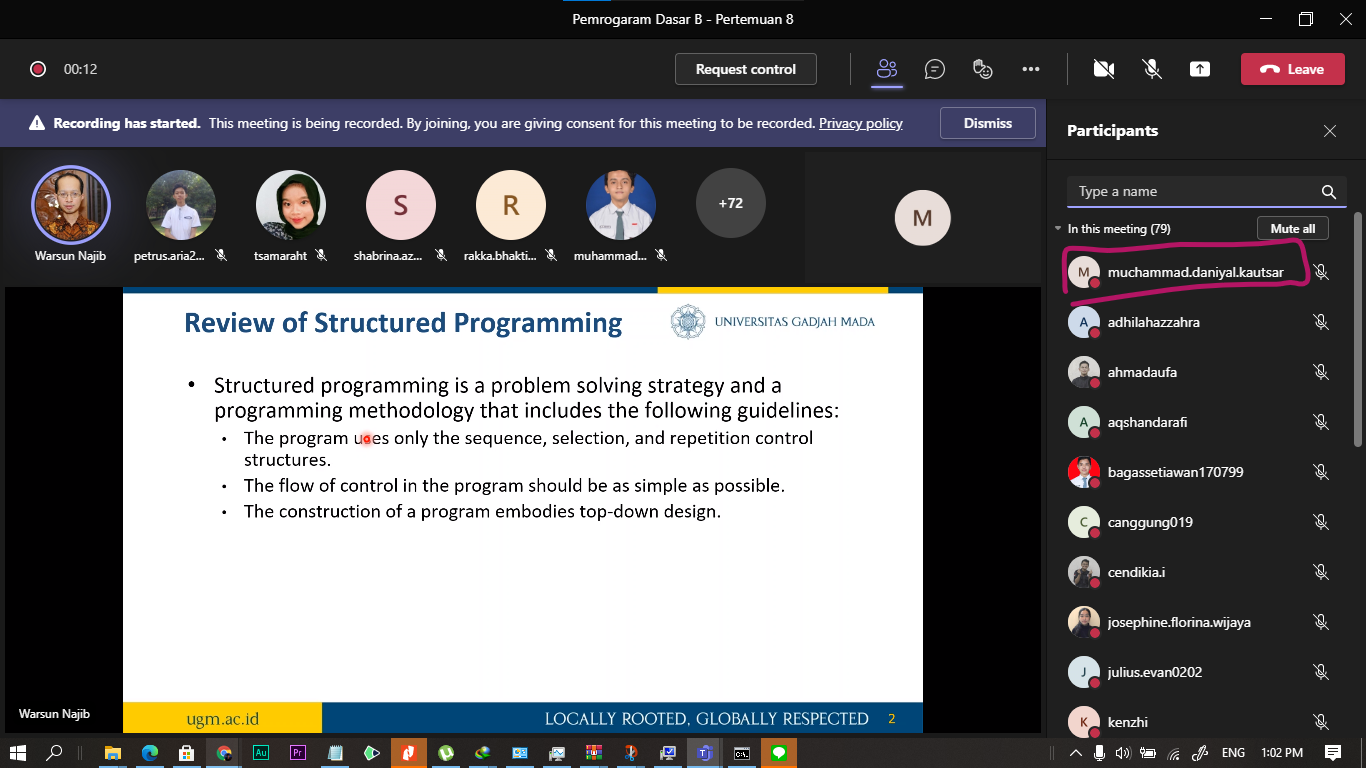 Pemrogaram Dasar B - Pertemuan 8
00:12
Request control
Leave
Recording has started. This meeting is being recorded. By joining, you are giving consent for this meeting to be recorded. Privacy policy
Dismiss
S
R
+72
M
Warsun Najib
petrus.aria2...
tsamaraht
shabrina.az...
rakka.bhakti...
muhammad...
Review of Structured Programming
UNIVERSITAS GADJAH MADA
• Structured programming is a problem solving strategy and a
programming methodology that includes the following guidelines:
• The program uses only the sequence, selection, and repetition control
structures.
• The flow of control in the program should be as simple as possible.
• The construction of a program embodies top-down design.
Warsun Najib
ugm.ac.id
LOCALLY ROOTED, GLOBALLY RESPECTED
2
Participants
Type a name
In this meeting (79)
Mute all
M
muchammad.daniyal.kautsar
A
adhilahazzahra
ahmadaufa
A
aqshandarafi
bagassetiawan170799
C
canggung019
cendikia.i
josephine.florina.wijaya
J
julius.evan0202
K
kenzhi
Au
Pr
ENG
1:02 PM